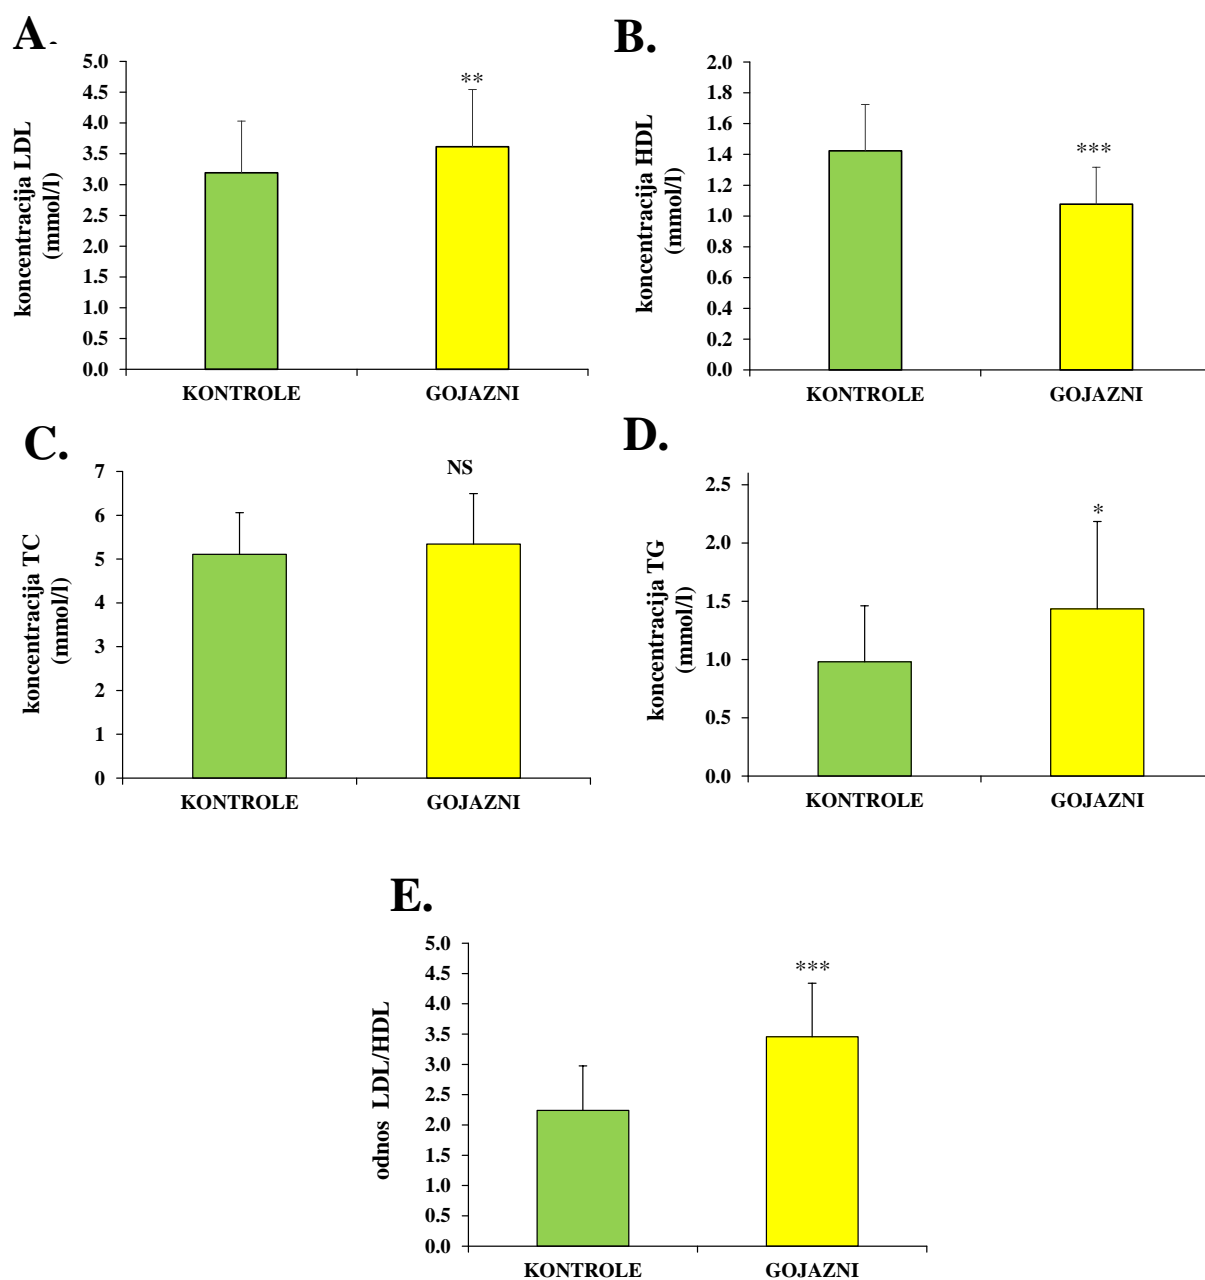 A.
koncentracija LDL
(mmol/l)
5.0
4.5
4.0
3.5
3.0
2.5
2.0
1.5
1.0
0.5
0.0
**
KONTROLE GOJAZNI
B.
koncentracija HDL
(mmol/l)
2.0
1.8
1.6
1.4
1.2
1.0
0.8
0.6
0.4
0.2
0.0
***
KONTROLE GOJAZNI
C.
koncentracija TC
(mmol/l)
7
6
5
4
3
2
1
0
NS
KONTROLE GOJAZNI
D.
koncentracija TG
(mmol/l)
2.5
2.0
1.5
1.0
0.5
0.0
*
KONTROLE GOJAZNI
E.
odnos LDL/HDL
5.0
4.5
4.0
3.5
3.0
2.5
2.0
1.5
1.0
0.5
0.0
***
KONTROLE GOJAZNI